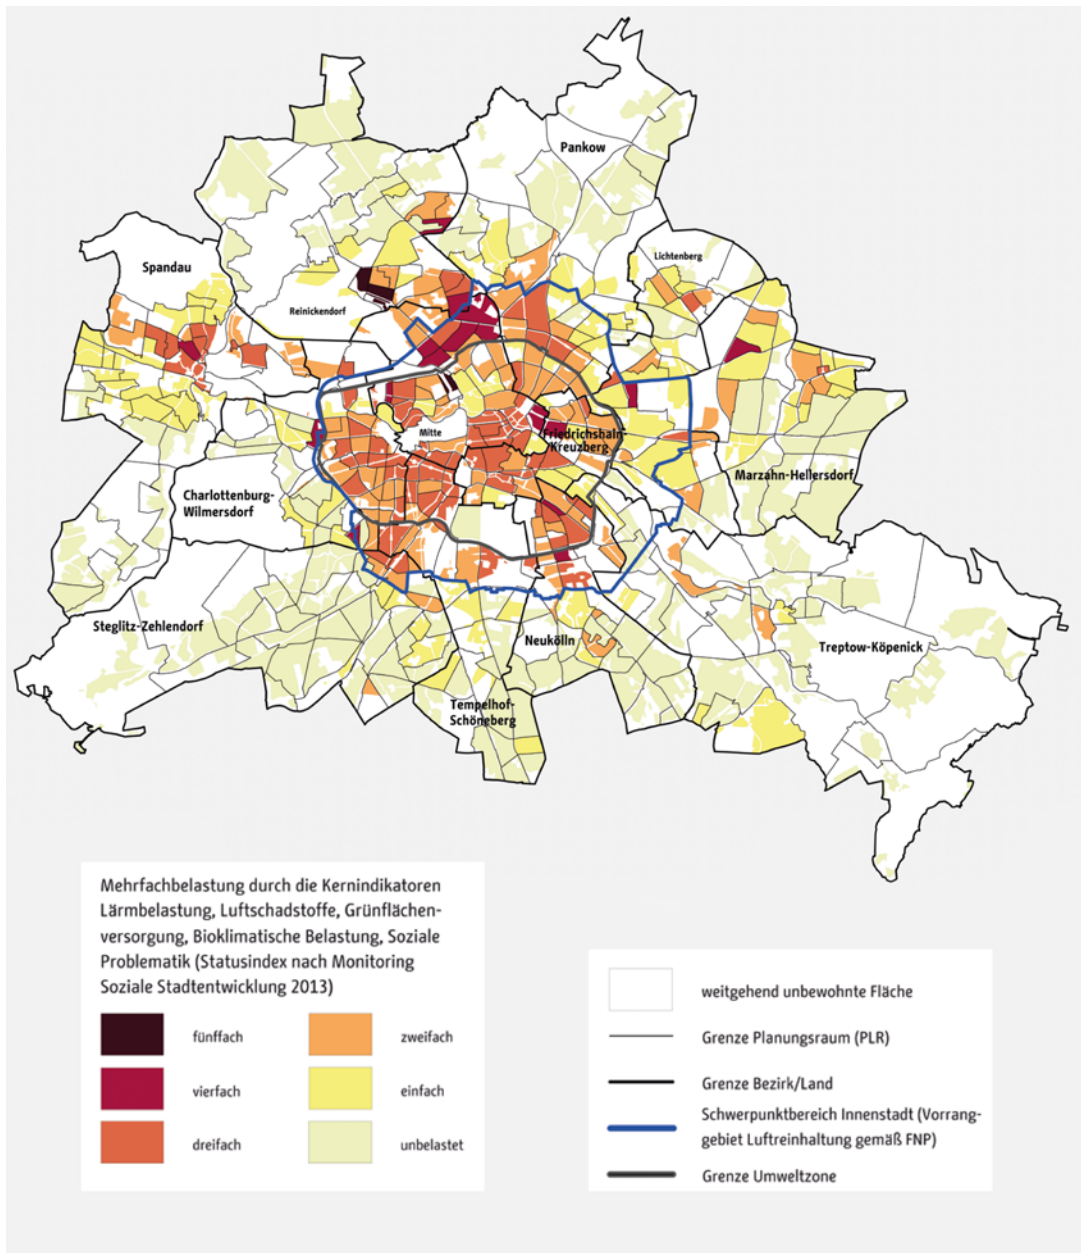 Pankow
Spandau
Lichtenberg
Reinickendorf
Mitte
Friedrichshain-
Kreuzberg
Marzahn-Hellersdorf
Charlottenburg-
Wilmersdorf
Steglitz-Zehlendorf
Neukölln
Treptow-Köpenick
Tempelhof-
Schöneberg
Mehrfachbelastung durch die Kernindikatoren
Lärmbelastung, Luftschadstoffe, Grünflächen-
versorgung, Bioklimatische Belastung, Soziale
Problematik (Statusindex nach Monitoring
Soziale Stadtentwicklung 2013)
fünffach
vierfach
dreifach
zweifach
einfach
unbelastet
weitgehend unbewohnte Fläche
Grenze Planungsraum (PLR)
Grenze Bezirk/Land
Schwerpunktbereich Innenstadt (Vorrang-
gebiet Luftreinhaltung gemäß FNP)
Grenze Umweltzone